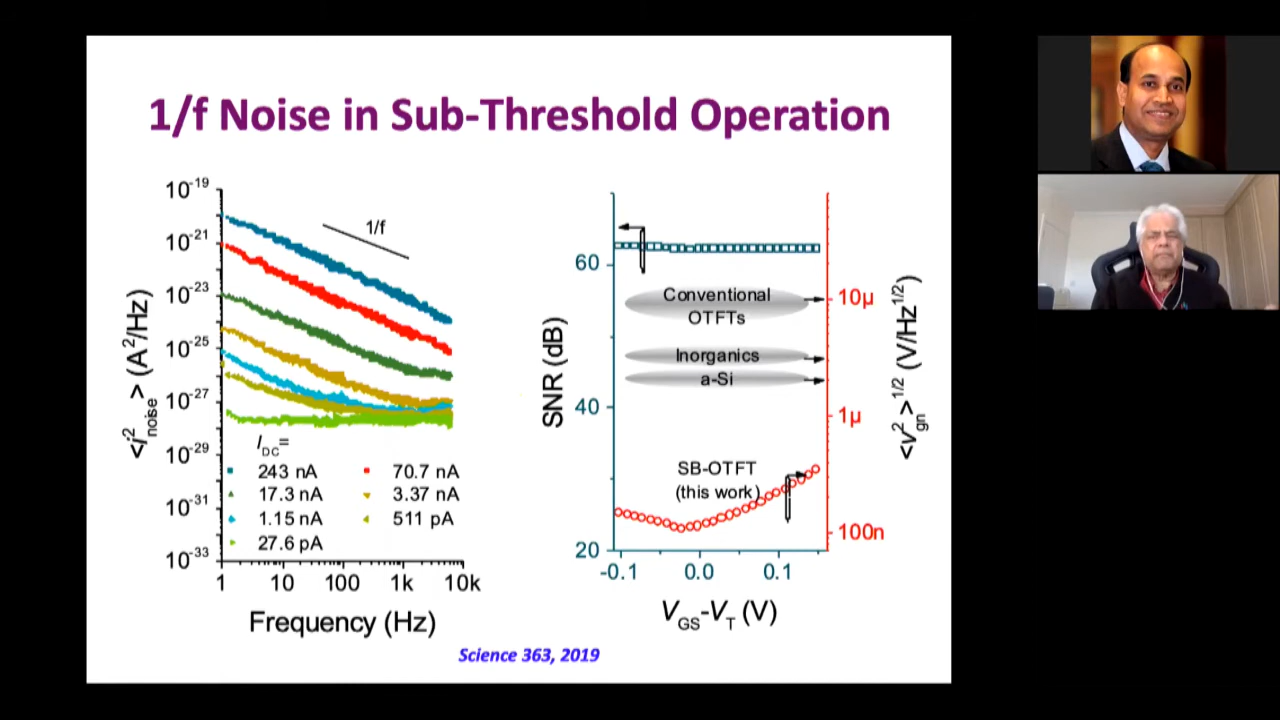 1/f Noise in Sub-Threshold Operation
10⁻¹⁹
10⁻²¹
10⁻²³
10⁻²⁵
10⁻²⁷
10⁻²⁹
10⁻³¹
10⁻³³
<i²noise> (A²/Hz)
1/f
I_DC=
243 nA 70.7 nA
17.3 nA 3.37 nA
1.15 nA 511 pA
27.6 pA
1 10 100 1k 10k
Frequency (Hz)
SNR (dB)
60
40
20
Conventional
OTFTs
Inorganics
a-Si
SB-OTFT
(this work)
10µ
1µ
100n
<v²gn>^1/2 (V/Hz^1/2)
-0.1 0.0 0.1
V_GS-V_T (V)
Science 363, 2019